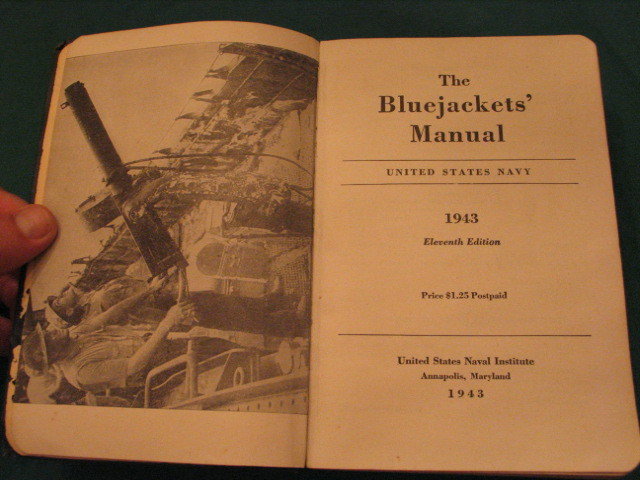 The
Bluejackets'
Manual
UNITED STATES NAVY
1943
Eleventh Edition
Price $1.25 Postpaid
United States Naval Institute
Annapolis, Maryland
1943